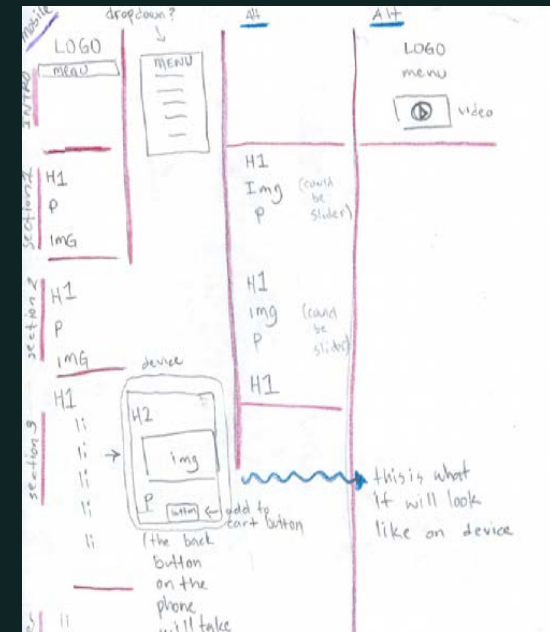 mobile
LOGO
menu
INTRO
dropdown?
MENU
Alt
Alt
LOGO
menu
video
section 1
H1
P
IMG
H1
Img (could be slider)
P
section 2
H1
P
IMG
H1
img (could be slider)
P
H1
section 3
H1
li
li
li
li
li
device
H2
img
P
button
add to
cart button
(the back
button
on the
phone
will take
this is what
it will look
like on device
li